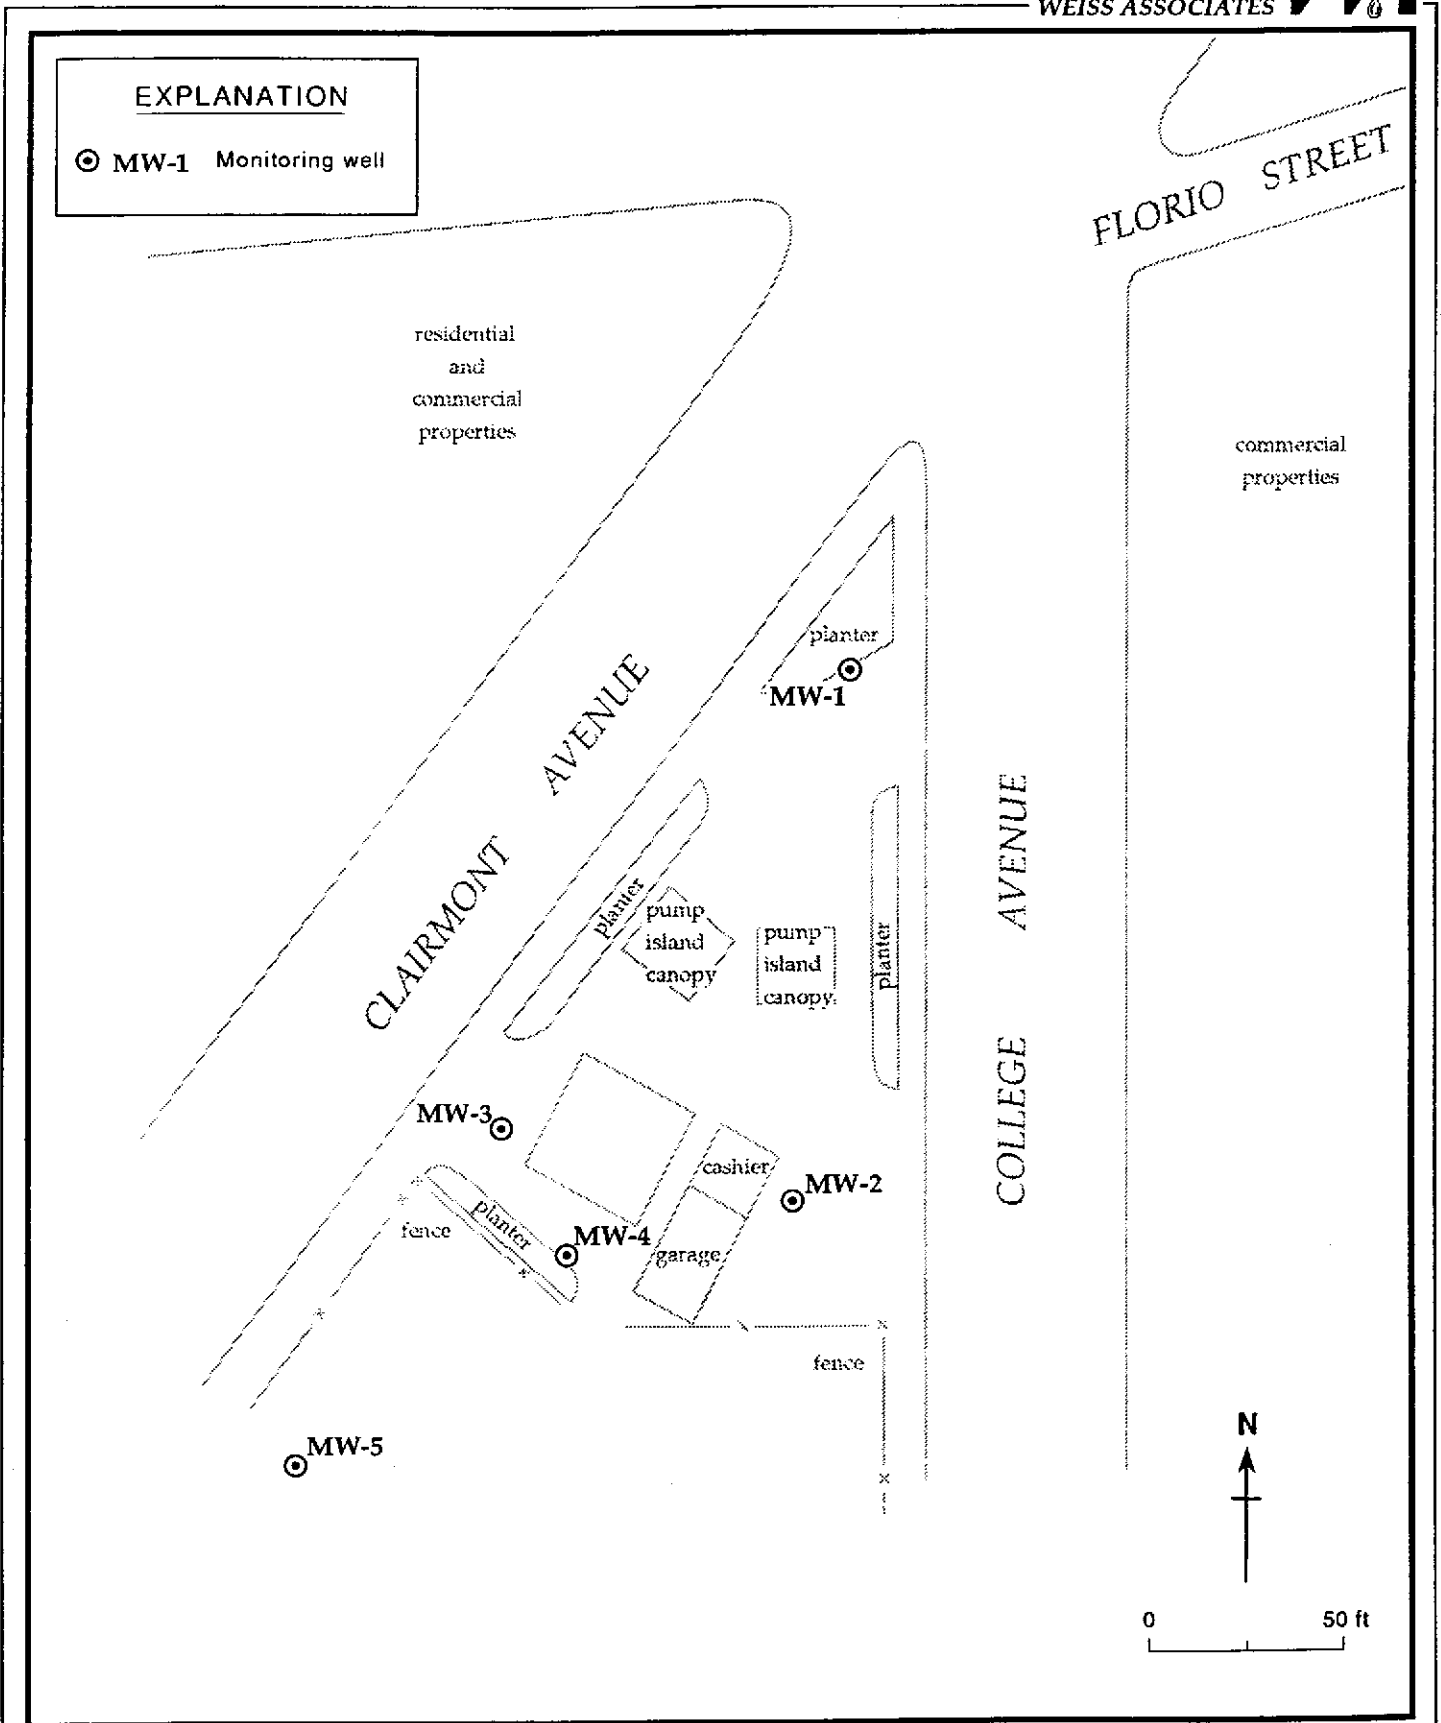 WEISS ASSOCIATES
EXPLANATION
MW-1 Monitoring well
FLORIO STREET
residential
and
commercial
properties
commercial
properties
planter
MW-1
CLAIRMONT AVENUE
COLLEGE AVENUE
planter
pump
island
canopy
pump
island
canopy
planter
MW-3
cashier
MW-2
planter
fence
MW-4
garage
fence
MW-5
N
0 50 ft